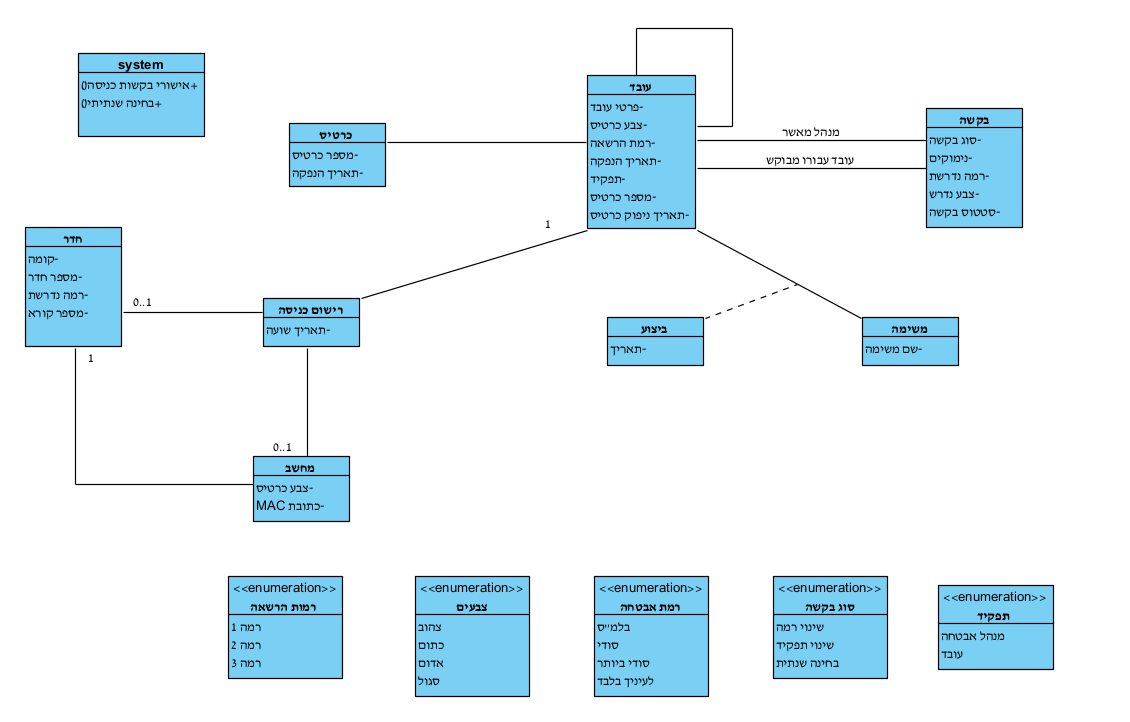 system
+אישורי בקשות כניסה()
+בחינה שנתיתי()
כרטיס
-מספר כרטיס
-תאריך הנפקה
עובד
-פרטי עובד
-צבע כרטיס
-רמת הרשאה
-תאריך הנפקה
-תפקיד
-מספר כרטיס
-תאריך ניפוק כרטיס
מנהל מאשר
עובד עבורו מבוקש
בקשה
-סוג בקשה
-נימוקים
-רמה נדרשת
-צבע נדרש
-סטטוס בקשה
1
חדר
-קומה
-מספר חדר
-רמה נדרשת
-מספר קורא
0..1
1
רישום כניסה
-תאריך שועה
ביצוע
-תאריך
משימה
-שם משימה
0..1
מחשב
-צבע כרטיס
-כתובת MAC
<<enumeration>>
רמות הרשאה
רמה 1
רמה 2
רמה 3
<<enumeration>>
צבעים
צהוב
כתום
אדום
סגול
<<enumeration>>
רמת אבטחה
בלמ״ס
סודי
סודי ביותר
לעיניך בלבד
<<enumeration>>
סוג בקשה
שינוי רמה
שינוי תפקיד
בחינה שנתית
<<enumeration>>
תפקיד
מנהל אבטחה
עובד